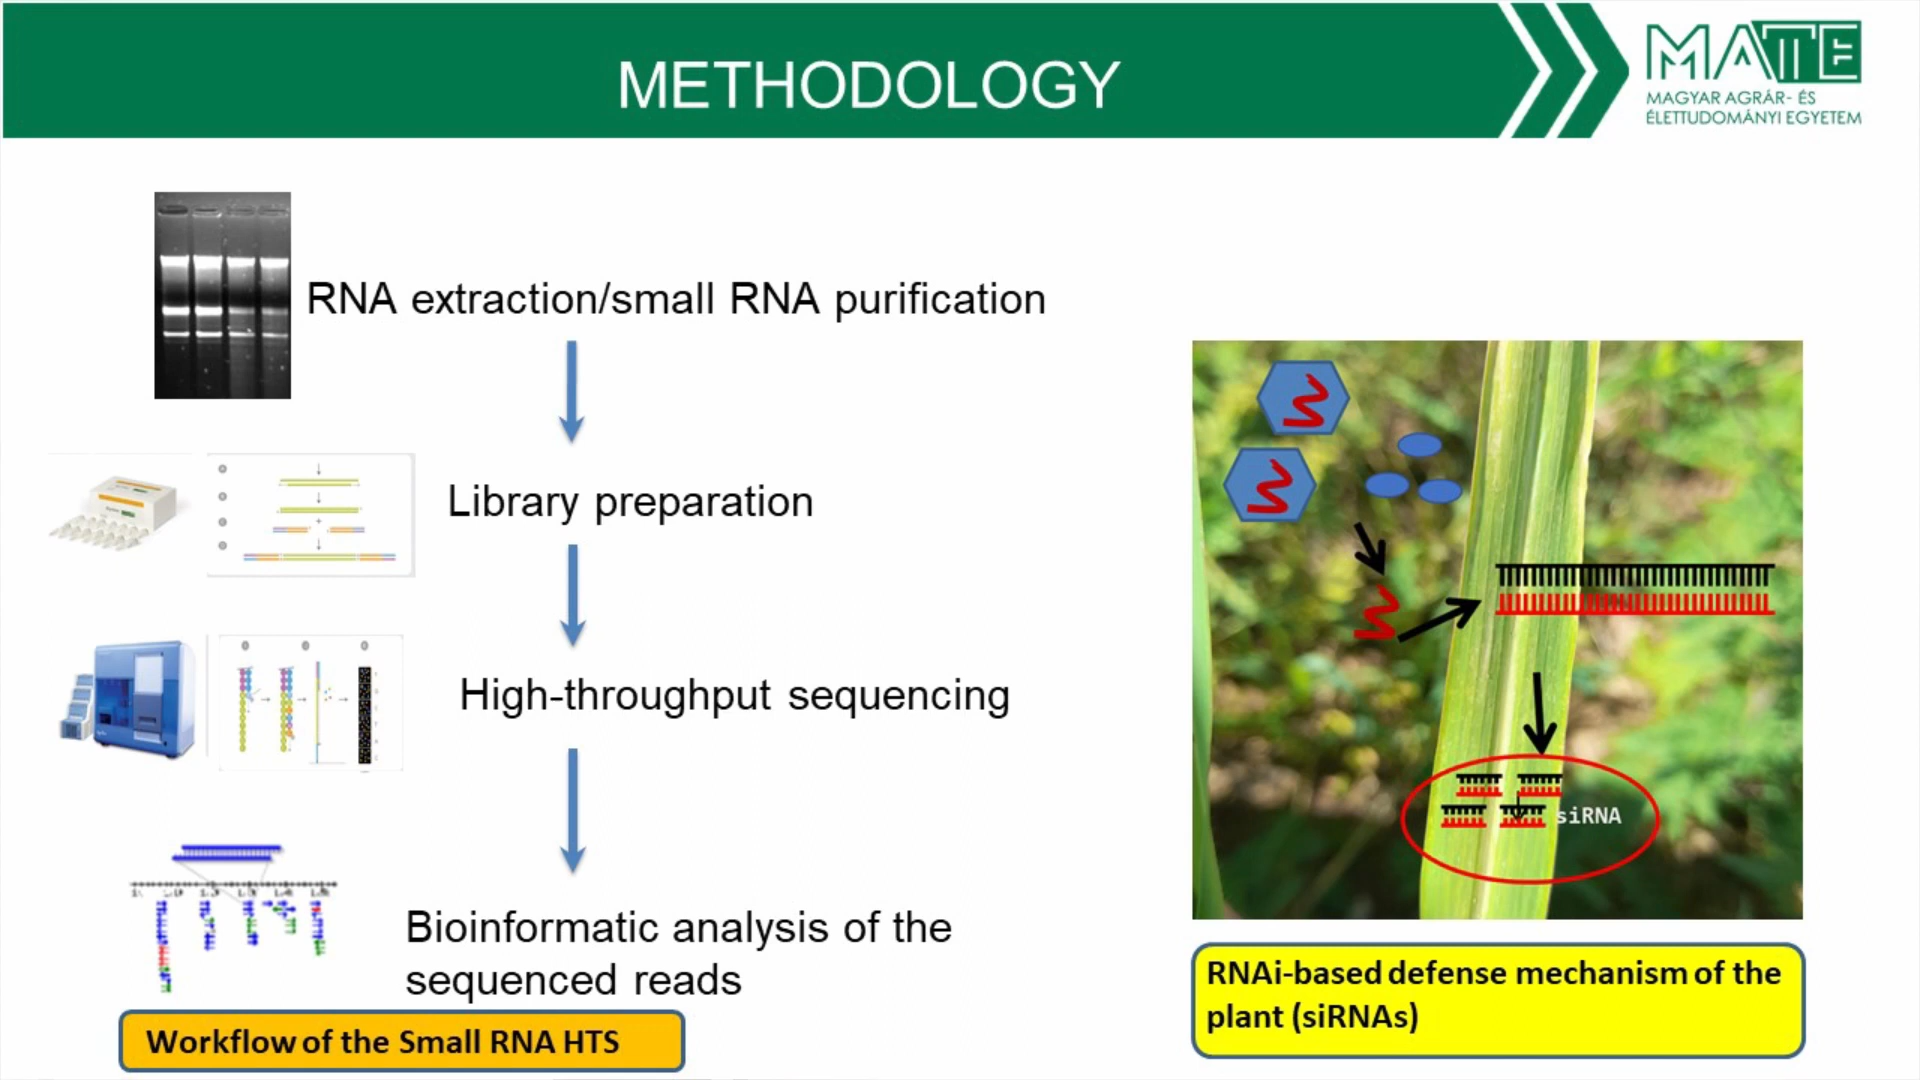 METHODOLOGY
MATE
MAGYAR AGRÁR- ÉS
ÉLETTUDOMÁNYI EGYETEM
RNA extraction/small RNA purification
Library preparation
High-throughput sequencing
Bioinformatic analysis of the
sequenced reads
Workflow of the Small RNA HTS
siRNA
RNAi-based defense mechanism of the
plant (siRNAs)